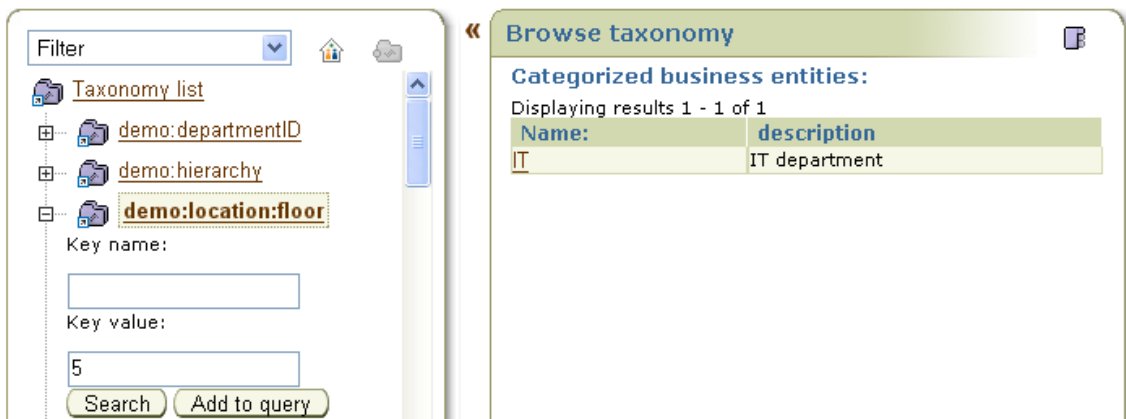 Filter
Taxonomy list
demo:departmentID
demo:hierarchy
demo:location:floor
Key name:
Key value:
5
Search Add to query
«
Browse taxonomy
Categorized business entities:
Displaying results 1 - 1 of 1
Name: description
IT IT department